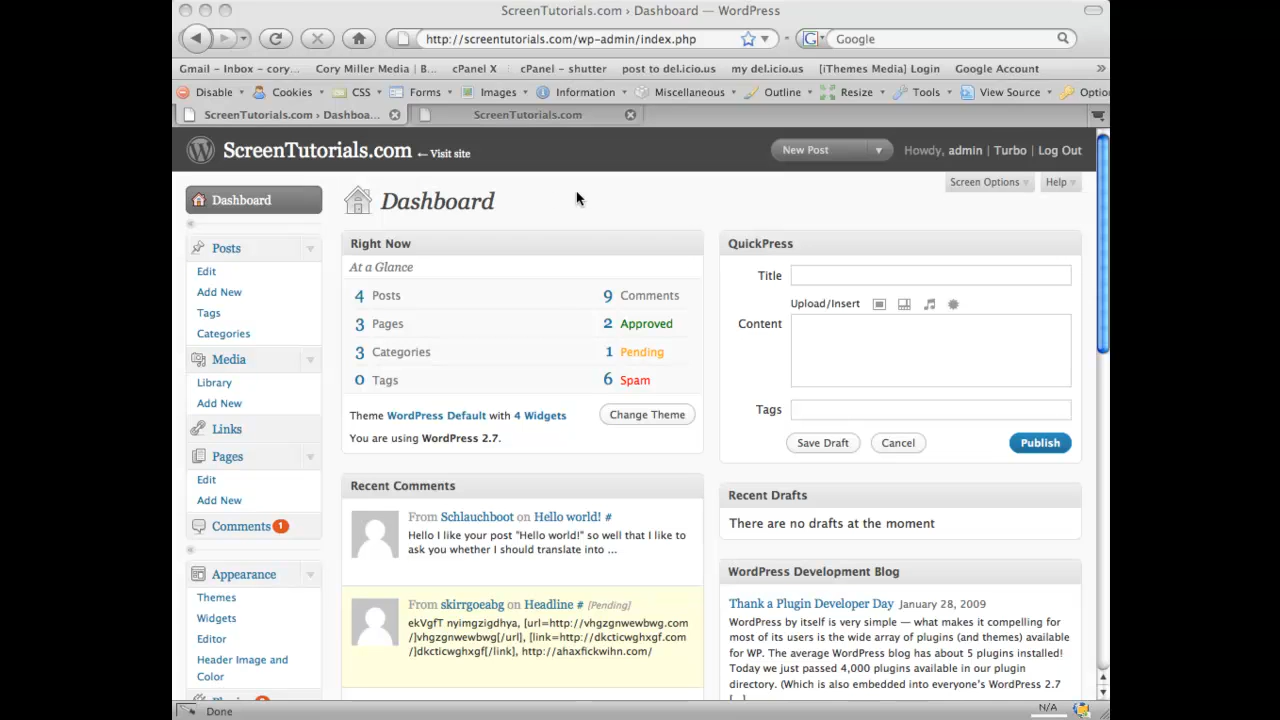 ScreenTutorials.com › Dashboard — WordPress
http://screentutorials.com/wp-admin/index.php
Google
Gmail - Inbox - cory... Cory Miller Media | B... cPanel X cPanel - shutter post to del.icio.us my del.icio.us [iThemes Media] Login Google Account »
Disable Cookies CSS Forms Images Information Miscellaneous Outline Resize Tools View Source Optio
ScreenTutorials.com › Dashboa... ScreenTutorials.com
ScreenTutorials.com ← Visit site
New Post Howdy, admin | Turbo | Log Out
Screen Options Help
Dashboard
Posts
Edit
Add New
Tags
Categories
Media
Library
Add New
Links
Pages
Edit
Add New
Comments 1
Appearance
Themes
Widgets
Editor
Header Image and
Color
Dashboard
Right Now
At a Glance
4 Posts 9 Comments
3 Pages 2 Approved
3 Categories 1 Pending
0 Tags 6 Spam
Theme WordPress Default with 4 Widgets Change Theme
You are using WordPress 2.7.
Recent Comments
From Schlauchboot on Hello world! #
Hello I like your post "Hello world!" so well that I like to
ask you whether I should translate into ...
From skirrgoeabg on Headline # [Pending]
ekVgfT nyimgzigdhya, [url=http://vhgzgnwewbwg.com
/]vhgzgnwewbwg[/url], [link=http://dkcticwghxgf.com
/]dkcticwghxgf[/link], http://ahaxfickwihn.com/
QuickPress
Title
Upload/Insert
Content
Tags
Save Draft Cancel Publish
Recent Drafts
There are no drafts at the moment
WordPress Development Blog
Thank a Plugin Developer Day January 28, 2009
WordPress by itself is very simple — what makes it compelling for
most of its users is the wide array of plugins (and themes) available
for WP. The average WordPress blog has about 5 plugins installed!
Today we just passed 4,000 plugins available in our plugin
directory. (Which is also embedded into everyone's WordPress 2.7
[...]
Done
N/A